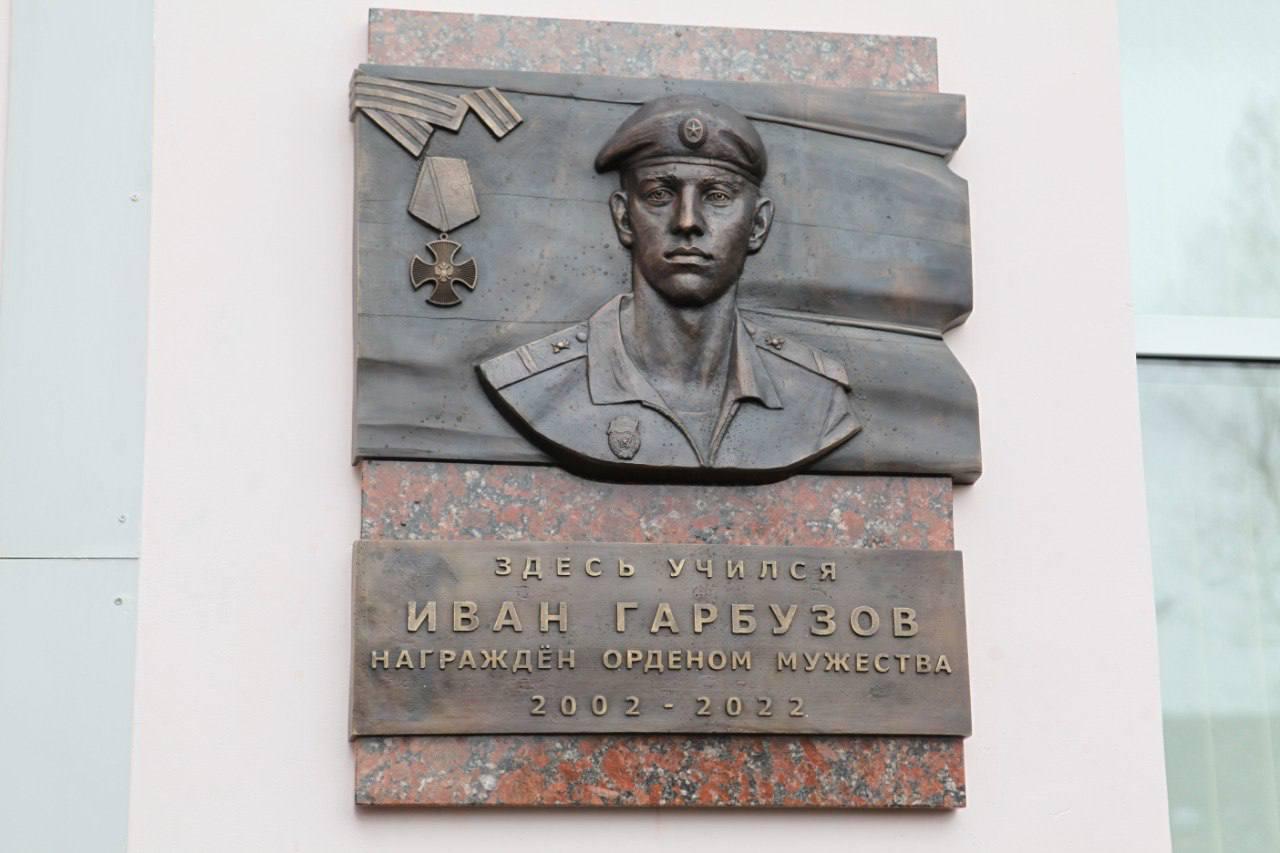 ЗДЕСЬ УЧИЛСЯ
ИВАН ГАРБУЗОВ
НАГРАЖДЁН ОРДЕНОМ МУЖЕСТВА
2002 - 2022